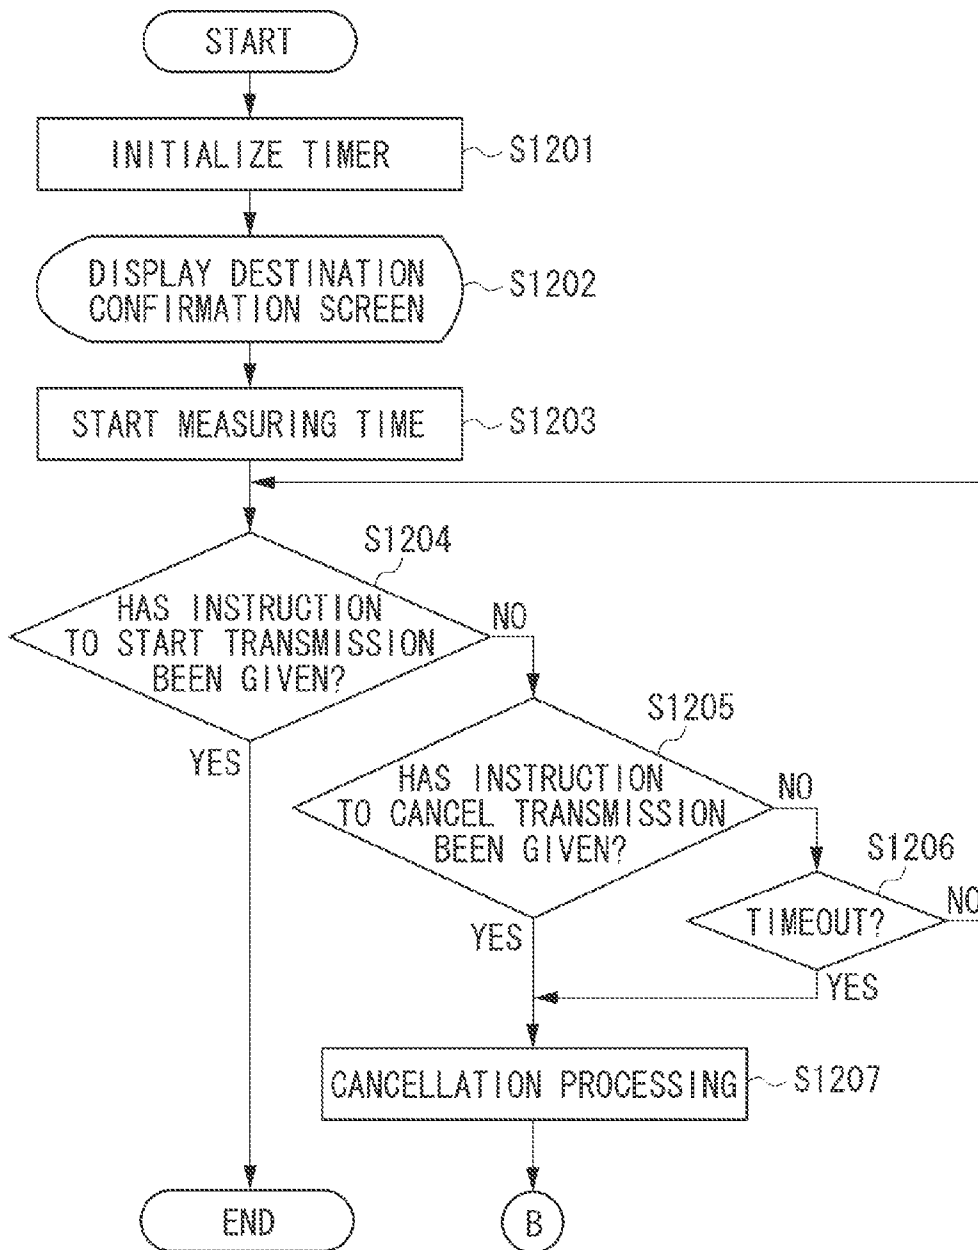 START
INITIALIZE TIMER
S1201
DISPLAY DESTINATION
CONFIRMATION SCREEN
S1202
START MEASURING TIME
S1203
S1204
HAS INSTRUCTION
TO START TRANSMISSION
BEEN GIVEN?
NO
YES
S1205
HAS INSTRUCTION
TO CANCEL TRANSMISSION
BEEN GIVEN?
NO
YES
S1206
TIMEOUT?
NO
YES
CANCELLATION PROCESSING
S1207
END
B